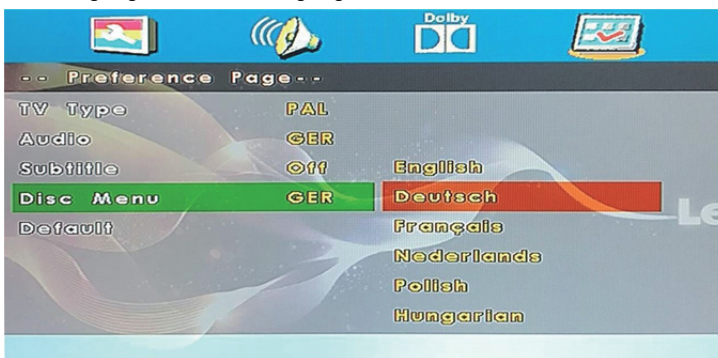 Dolby
-- Preference Page--
TV Type PAL
Audio GER
Subtitle Off English
Disc Menu GER Deutsch
Default Français
Nederlands
Polish
Hungarian